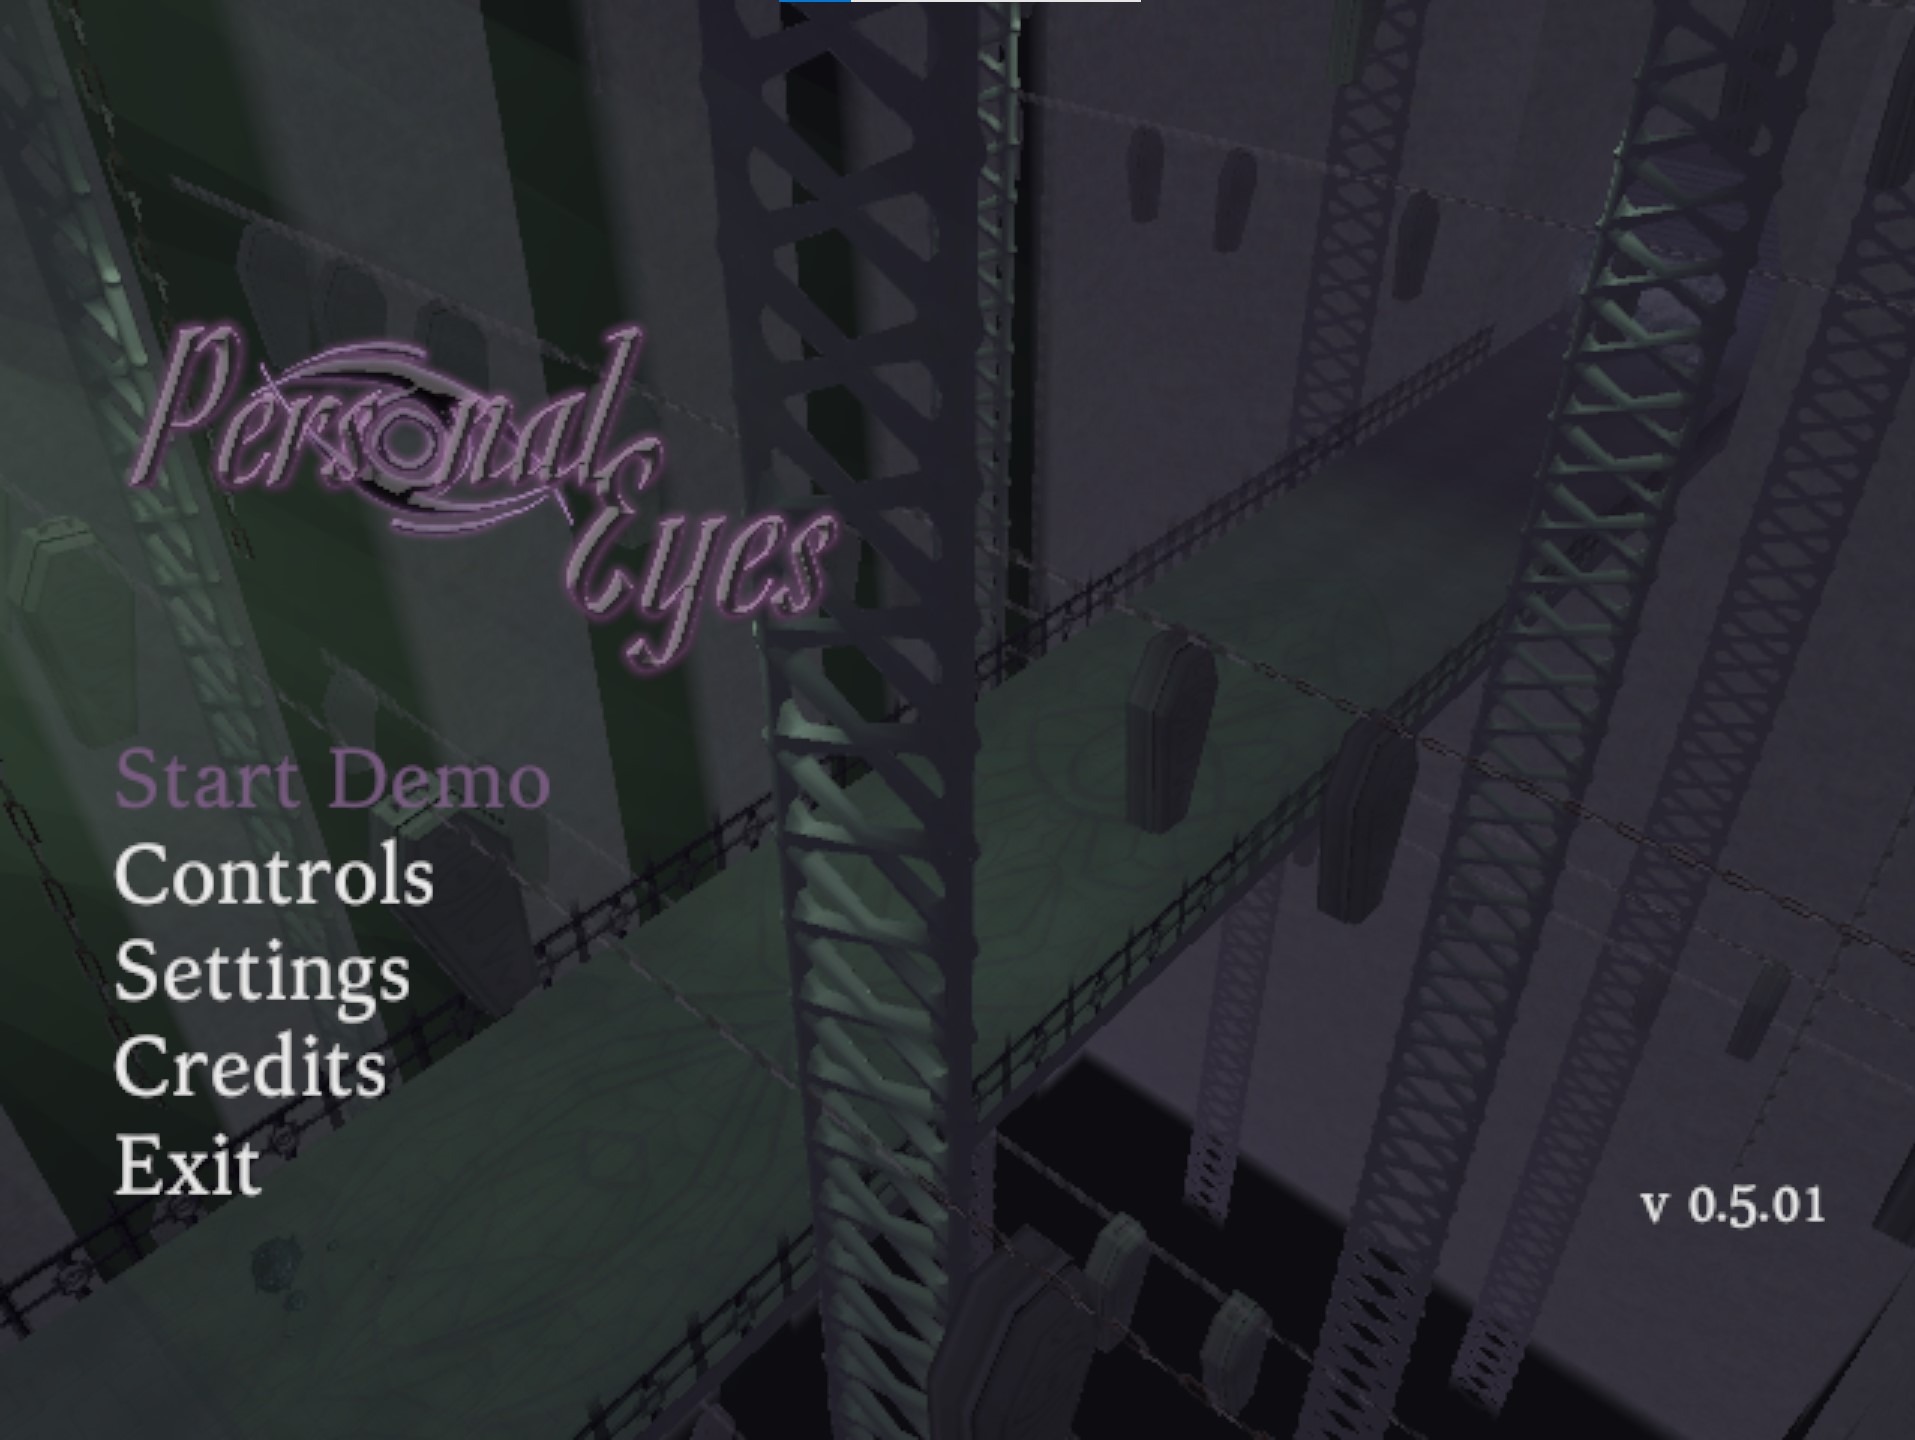 Personal
Eyes
Start Demo
Controls
Settings
Credits
Exit
v 0.5.01